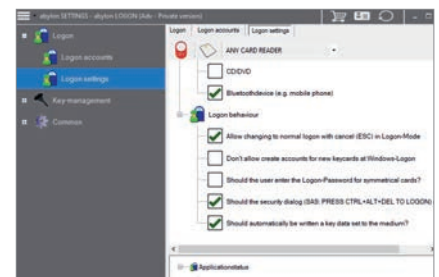 abylon SETTINGS - abylon LOGON (Adv - Private version)
Logon
Logon accounts
Logon settings
Key-management
Common
Logon Logon accounts Logon settings
ANY CARD READER
CD/DVD
Bluetoothdevice (e.g. mobile phone)
Logon behaviour
Allow changing to normal logon with cancel (ESC) in Logon-Mode
Don't allow create accounts for new keycards at Windows-Logon
Should the user enter the Logon-Password for symmetrical cards?
Should the security dialog (SAS: PRESS CTRL+ALT+DEL TO LOGON)
Should automatically be written a key data set to the medium?
Applicationstatus